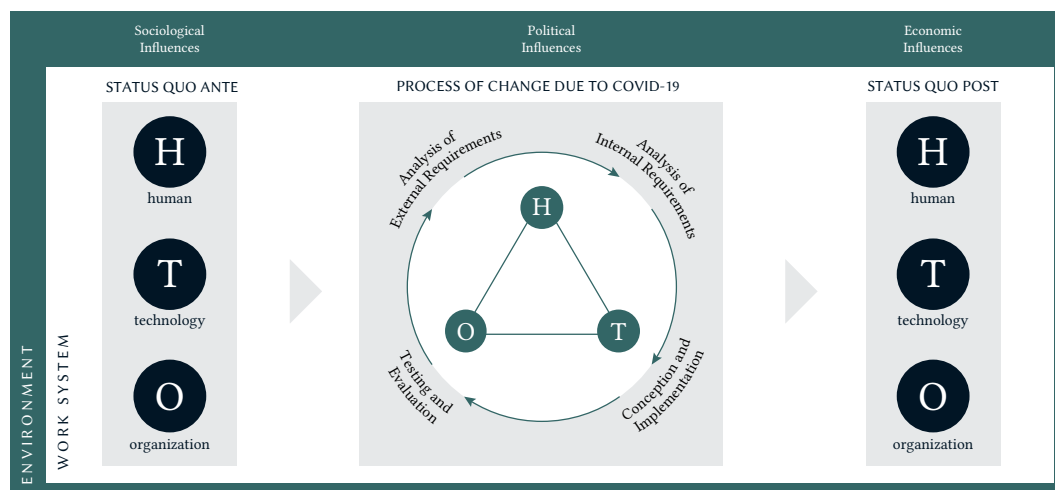 Sociological
Influences
Political
Influences
Economic
Influences
STATUS QUO ANTE
PROCESS OF CHANGE DUE TO COVID-19
STATUS QUO POST
H
human
T
technology
O
organization
Analysis of
External Requirements
Analysis of
Internal Requirements
H
O
T
Testing and
Evaluation
Conception and
Implementation
H
human
T
technology
O
organization
ENVIRONMENT
WORK SYSTEM